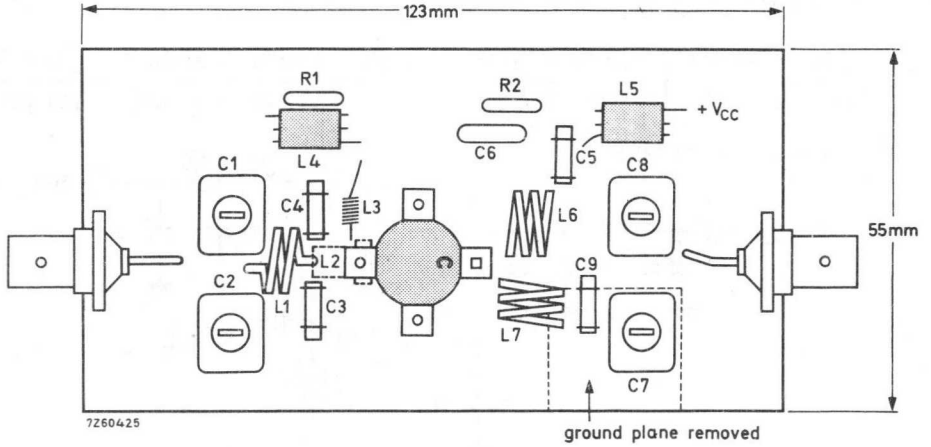 123mm
R1
R2
L5
+ VCC
C6
C5
L4
C1
C8
C4
L3
L6
55mm
L2
C
C9
C2
L1
C3
L7
C7
7Z60425
ground plane removed